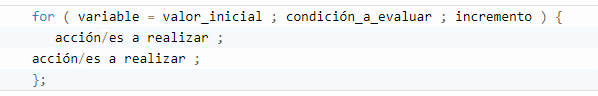 for ( variable = valor_inicial ; condición_a_evaluar ; incremento ) {
acción/es a realizar ;
acción/es a realizar ;
};